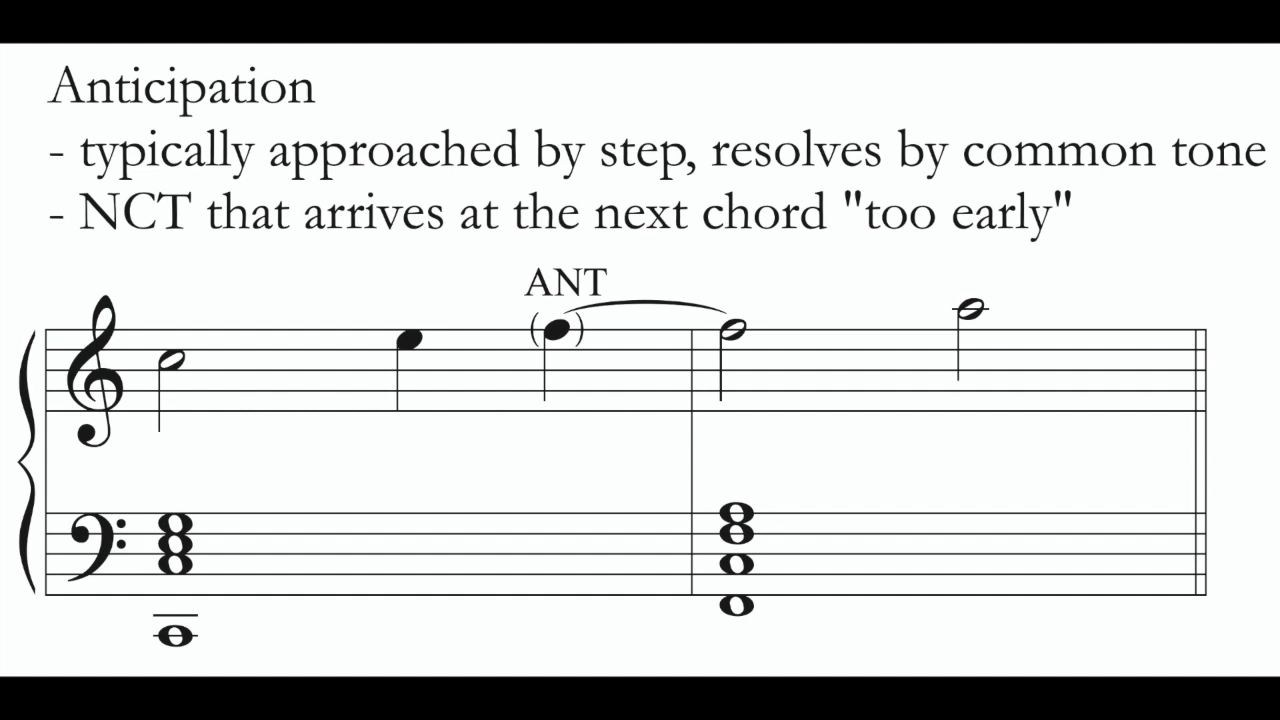 Anticipation
- typically approached by step, resolves by common tone
- NCT that arrives at the next chord "too early"
ANT